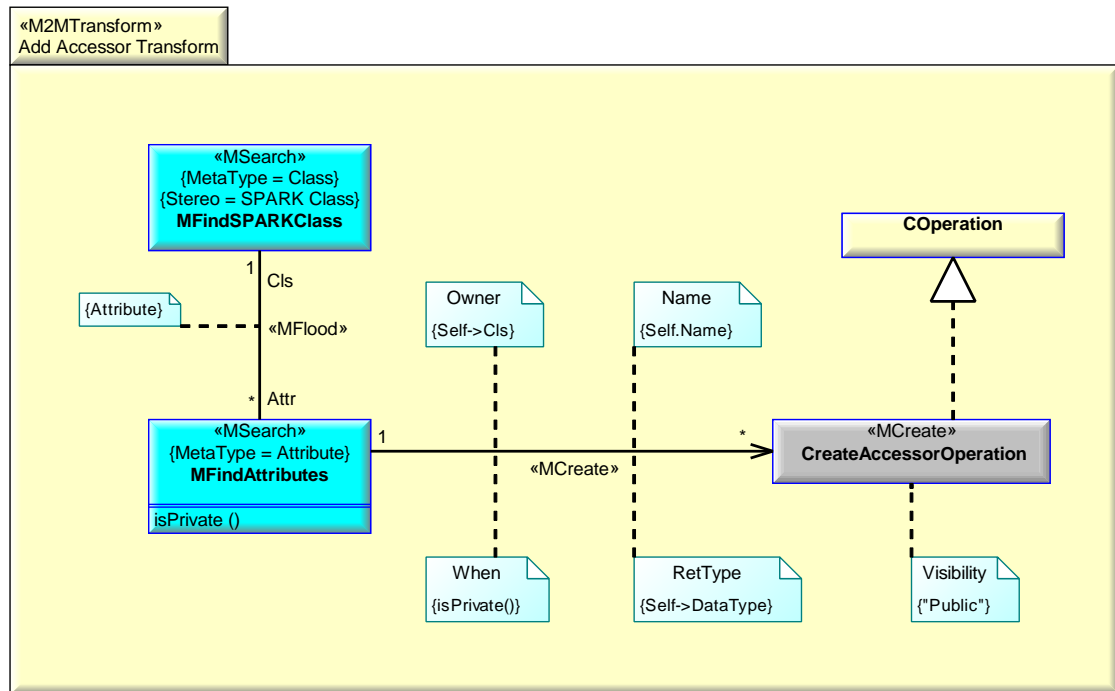 «M2MTransform»
Add Accessor Transform
«MSearch»
{MetaType = Class}
{Stereo = SPARK Class}
MFindSPARKClass
COperation
1
Cls
{Attribute}
«MFlood»
Owner
{Self->Cls}
Name
{Self.Name}
*
Attr
«MSearch»
{MetaType = Attribute}
MFindAttributes
isPrivate ()
1
*
«MCreate»
«MCreate»
CreateAccessorOperation
When
{isPrivate()}
RetType
{Self->DataType}
Visibility
{"Public"}